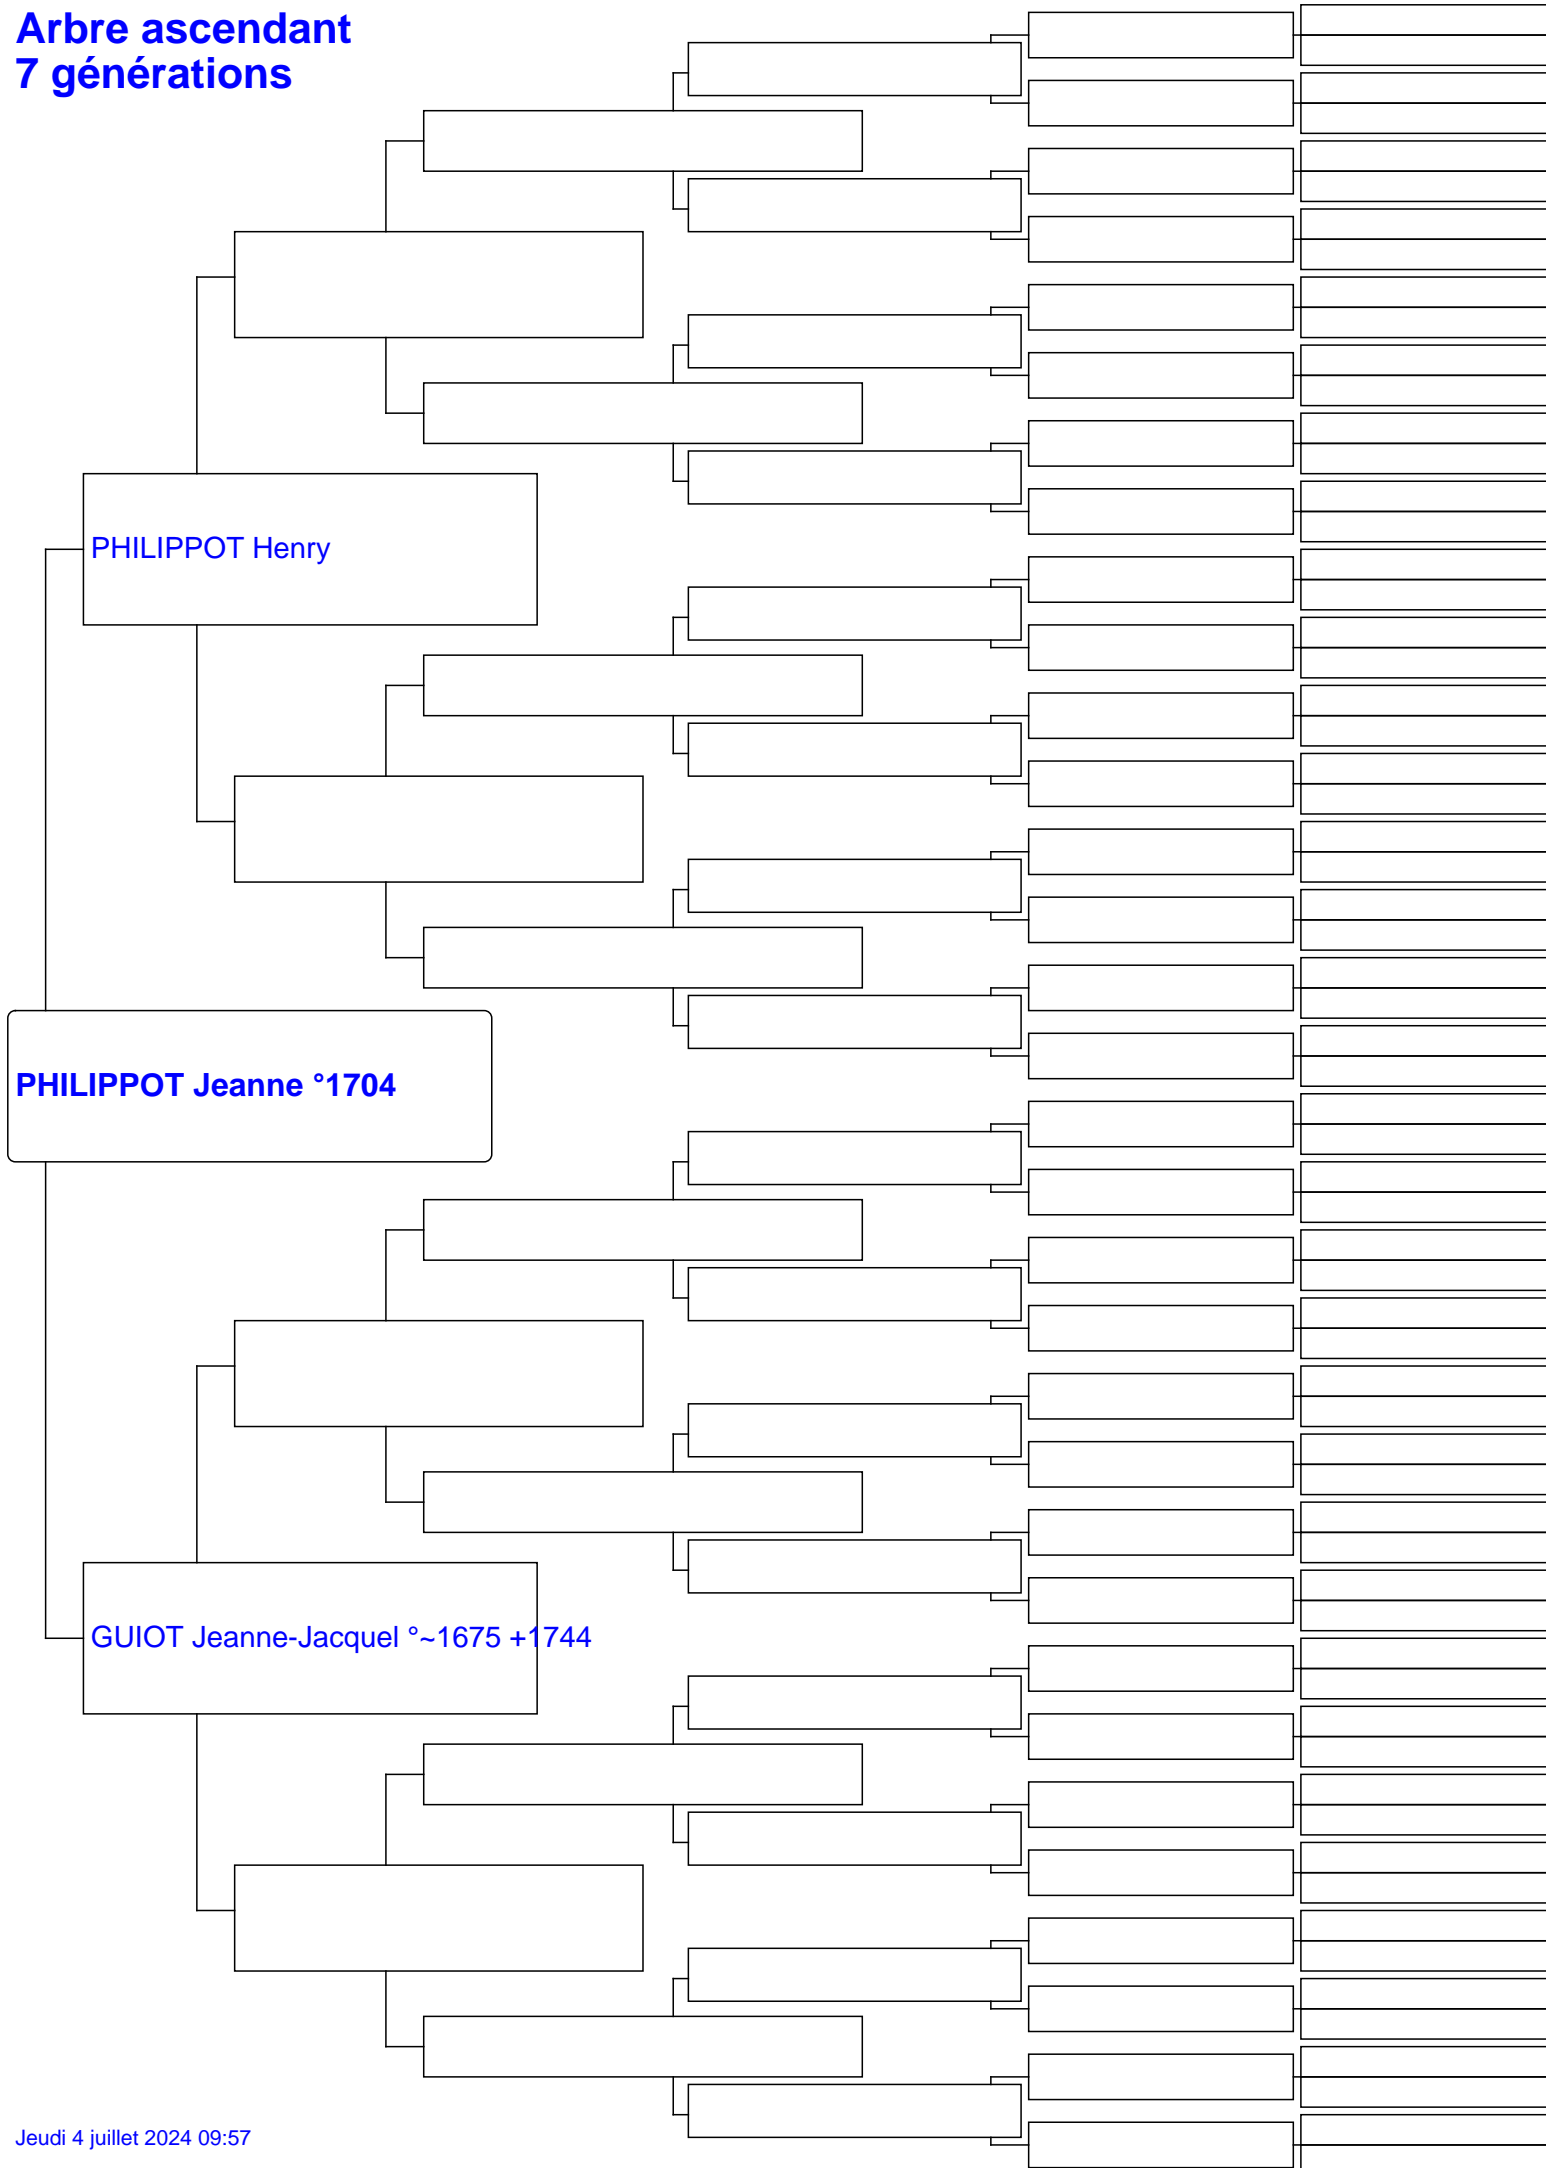 Arbre ascendant
7 générations
PHILIPPOT Henry
PHILIPPOT Jeanne °1704
GUIOT Jeanne-Jacquel °~1675 +1744
Jeudi 4 juillet 2024 09:57